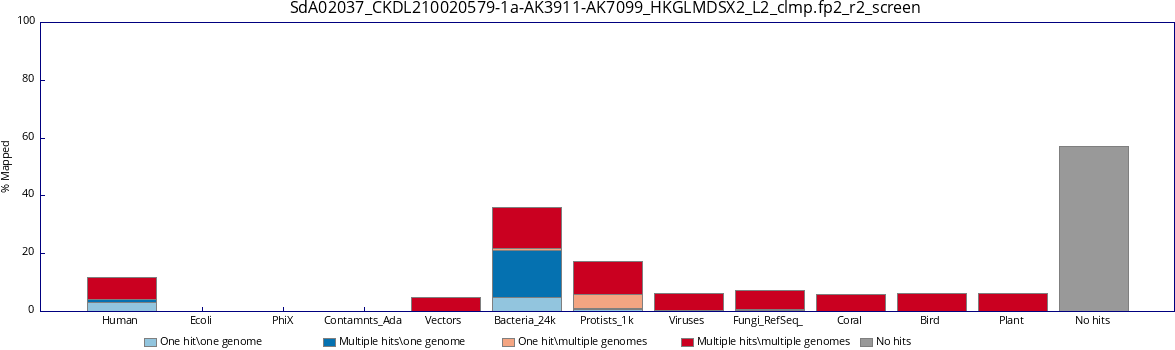 SdA02037_CKDL210020579-1a-AK3911-AK7099_HKGLMDSX2_L2_clmp.fp2_r2_screen
100
80
60
40
20
0
% Mapped
Human Ecoli PhiX Contamnts_Ada Vectors Bacteria_24k Protists_1k Viruses Fungi_RefSeq_ Coral Bird Plant No hits
One hit\one genome Multiple hits\one genome One hit\multiple genomes Multiple hits\multiple genomes No hits